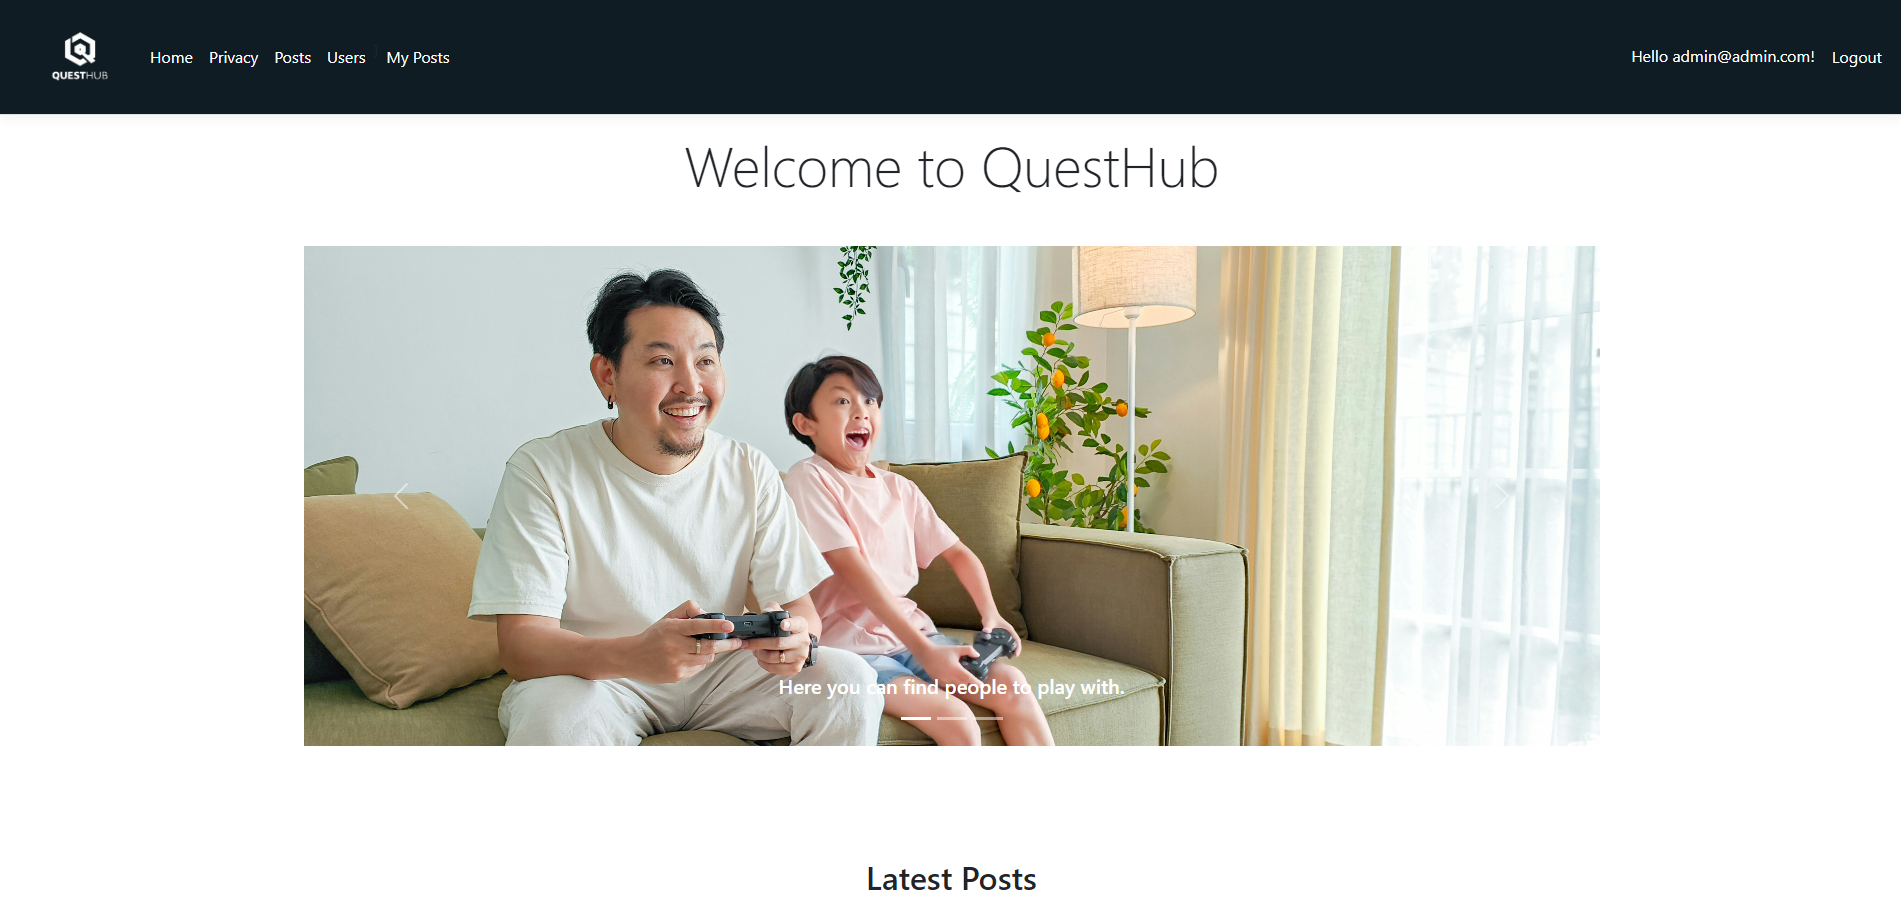 QUESTHUB
Home Privacy Posts Users My Posts
Hello admin@admin.com! Logout
Welcome to QuestHub
Here you can find people to play with.
Latest Posts